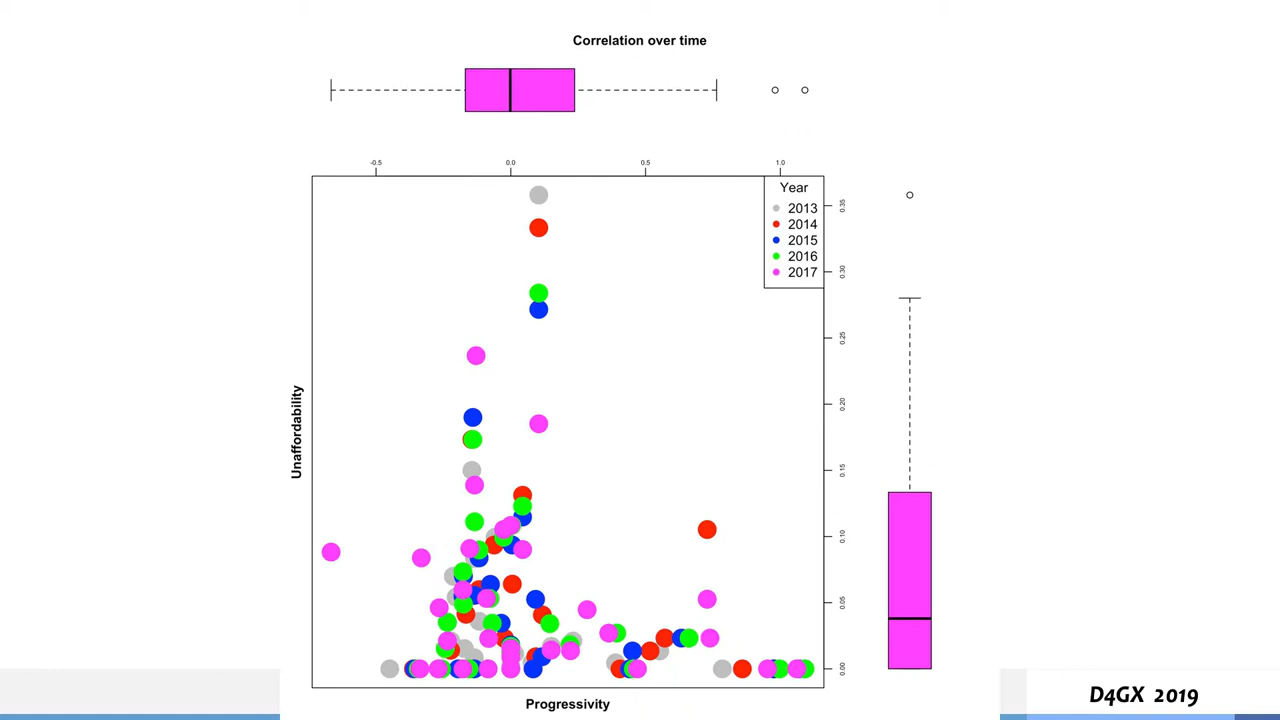 Correlation over time
-0.5 0.0 0.5 1.0
Year
2013
2014
2015
2016
2017
0.35
0.30
0.25
0.20
0.15
0.10
0.05
0.00
Unaffordability
Progressivity
D4GX 2019